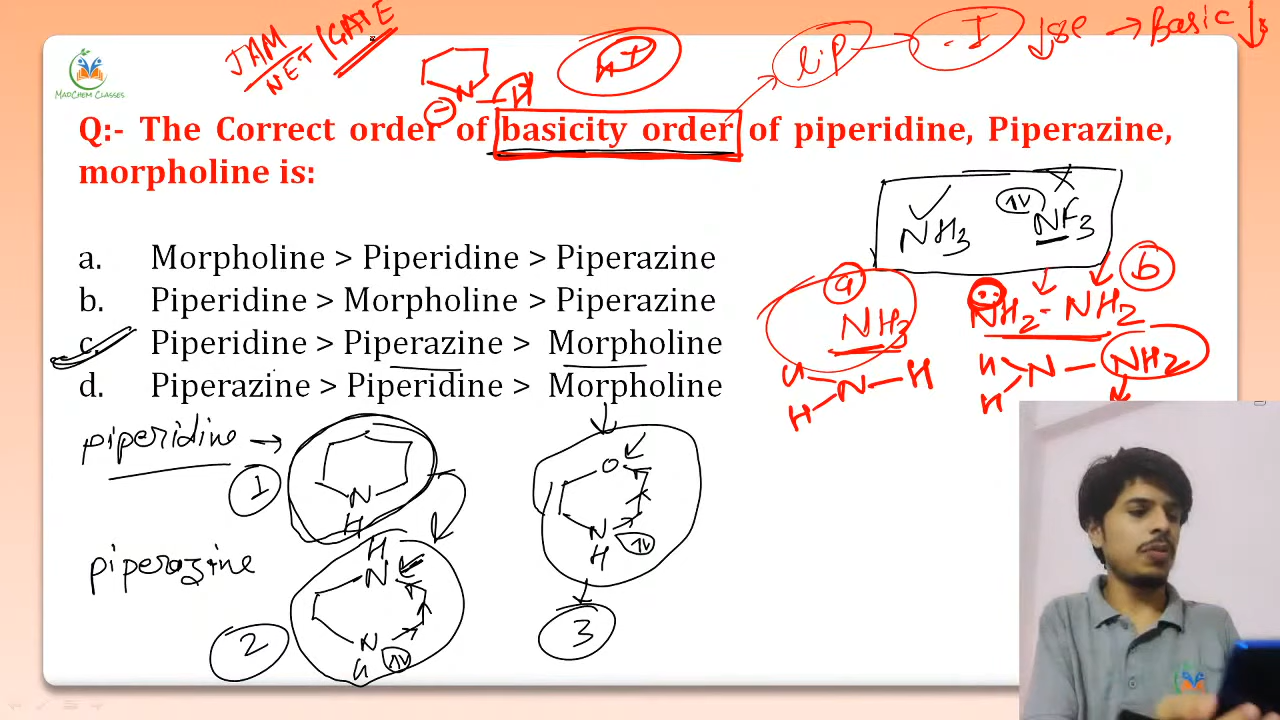 JAM
NET / GATE
MADCHEM CLASSES
N
H
l.p
- I
Basic
Q:- The Correct order of basicity order of piperidine, Piperazine,
morpholine is:
a. Morpholine > Piperidine > Piperazine
b. Piperidine > Morpholine > Piperazine
c. Piperidine > Piperazine > Morpholine
d. Piperazine > Piperidine > Morpholine
NH3
NF3
a
NH3
NH2 - NH2
b
H
H N - H
H
H N - NH2
piperidine →
1
N
H
O
N
H
3
piperazine
2
H
N
N
H